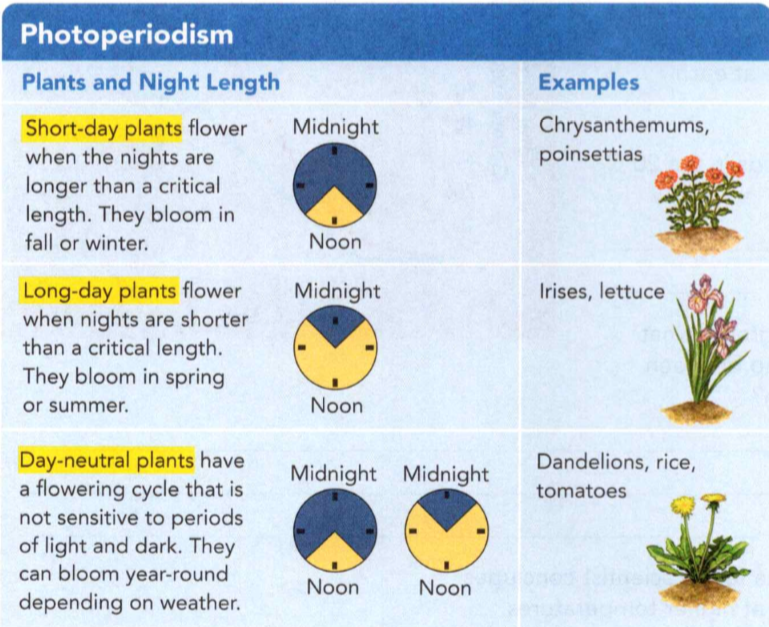 Photoperiodism
Plants and Night Length
Examples
Short-day plants flower
when the nights are
longer than a critical
length. They bloom in
fall or winter.
Midnight
Noon
Chrysanthemums,
poinsettias
Long-day plants flower
when nights are shorter
than a critical length.
They bloom in spring
or summer.
Midnight
Noon
Irises, lettuce
Day-neutral plants have
a flowering cycle that is
not sensitive to periods
of light and dark. They
can bloom year-round
depending on weather.
Midnight Midnight
Noon Noon
Dandelions, rice,
tomatoes